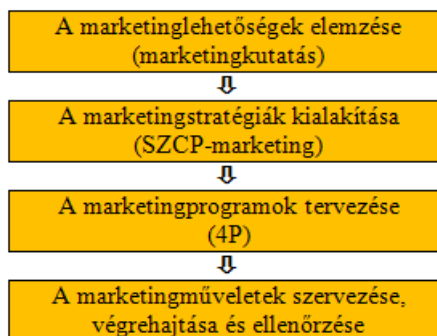 A marketinglehetőségek elemzése
(marketingkutatás)
A marketingstratégiák kialakítása
(SZCP-marketing)
A marketingprogramok tervezése
(4P)
A marketingműveletek szervezése,
végrehajtása és ellenőrzése